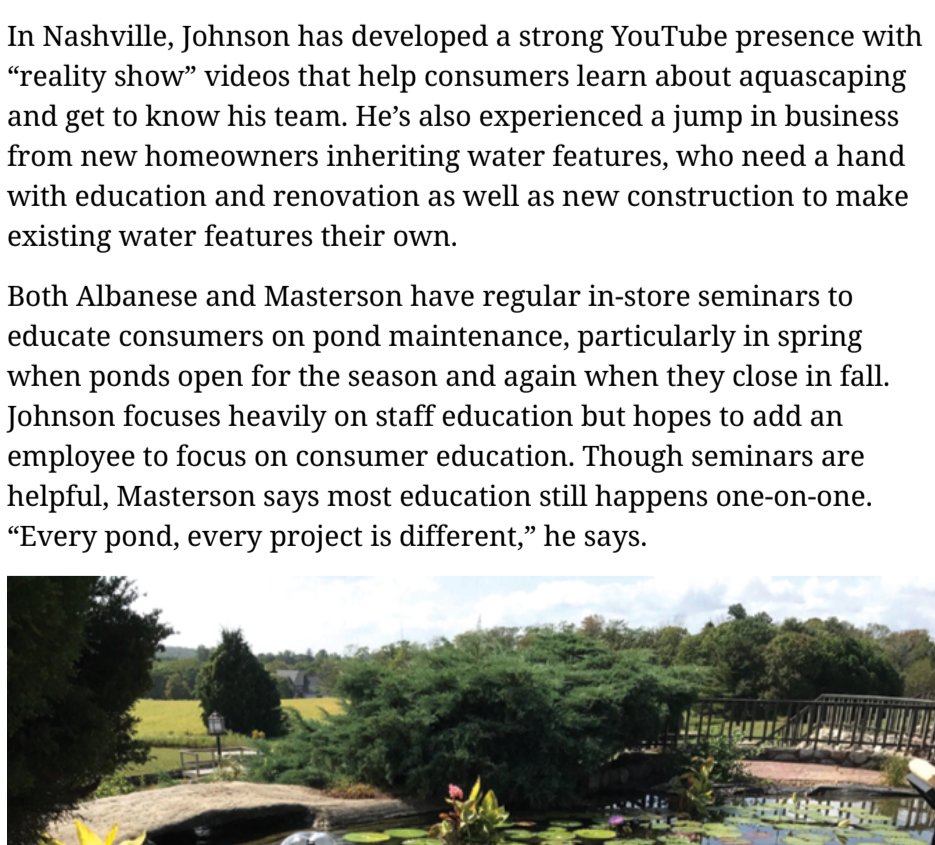 In Nashville, Johnson has developed a strong YouTube presence with
“reality show” videos that help consumers learn about aquascaping
and get to know his team. He’s also experienced a jump in business
from new homeowners inheriting water features, who need a hand
with education and renovation as well as new construction to make
existing water features their own.
Both Albanese and Masterson have regular in-store seminars to
educate consumers on pond maintenance, particularly in spring
when ponds open for the season and again when they close in fall.
Johnson focuses heavily on staff education but hopes to add an
employee to focus on consumer education. Though seminars are
helpful, Masterson says most education still happens one-on-one.
“Every pond, every project is different,” he says.